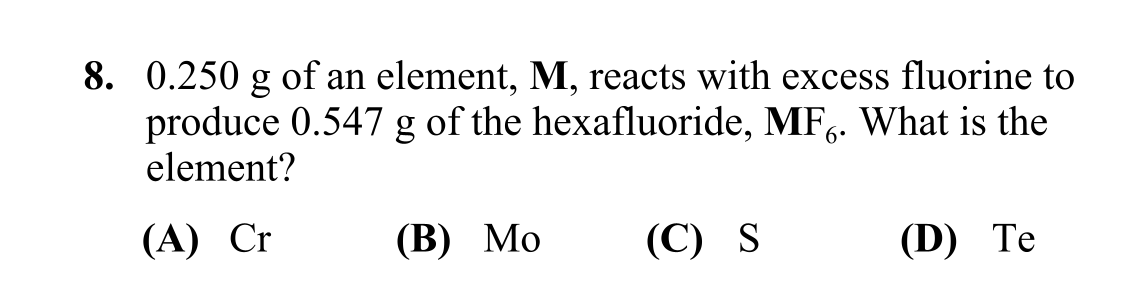 8. 0.250 g of an element, M, reacts with excess fluorine to
produce 0.547 g of the hexafluoride, MF₆. What is the
element?
(A) Cr (B) Mo (C) S (D) Te